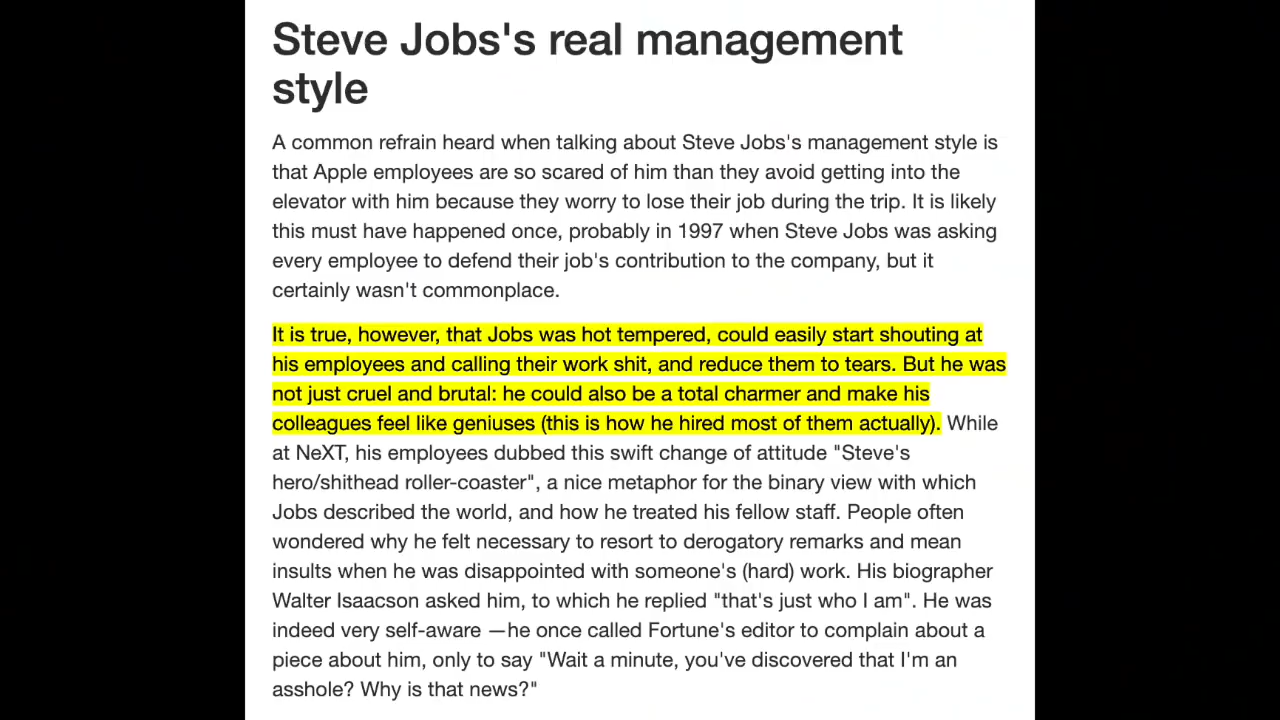 Steve Jobs's real management
style
A common refrain heard when talking about Steve Jobs's management style is
that Apple employees are so scared of him than they avoid getting into the
elevator with him because they worry to lose their job during the trip. It is likely
this must have happened once, probably in 1997 when Steve Jobs was asking
every employee to defend their job's contribution to the company, but it
certainly wasn't commonplace.
It is true, however, that Jobs was hot tempered, could easily start shouting at
his employees and calling their work shit, and reduce them to tears. But he was
not just cruel and brutal: he could also be a total charmer and make his
colleagues feel like geniuses (this is how he hired most of them actually). While
at NeXT, his employees dubbed this swift change of attitude "Steve's
hero/shithead roller-coaster", a nice metaphor for the binary view with which
Jobs described the world, and how he treated his fellow staff. People often
wondered why he felt necessary to resort to derogatory remarks and mean
insults when he was disappointed with someone's (hard) work. His biographer
Walter Isaacson asked him, to which he replied "that's just who I am". He was
indeed very self-aware —he once called Fortune's editor to complain about a
piece about him, only to say "Wait a minute, you've discovered that I'm an
asshole? Why is that news?"